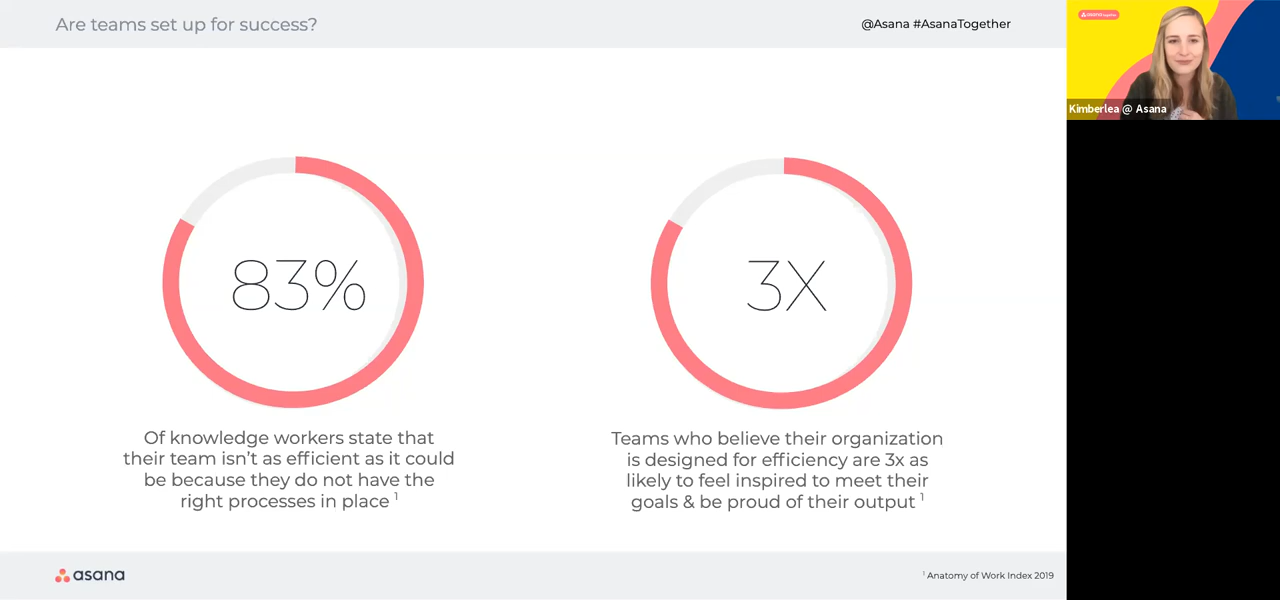 Are teams set up for success?
@Asana #AsanaTogether
Kimberlea @ Asana
83%
3X
Of knowledge workers state that
their team isn't as efficient as it could
be because they do not have the
right processes in place ¹
Teams who believe their organization
is designed for efficiency are 3x as
likely to feel inspired to meet their
goals & be proud of their output ¹
asana
¹ Anatomy of Work Index 2019